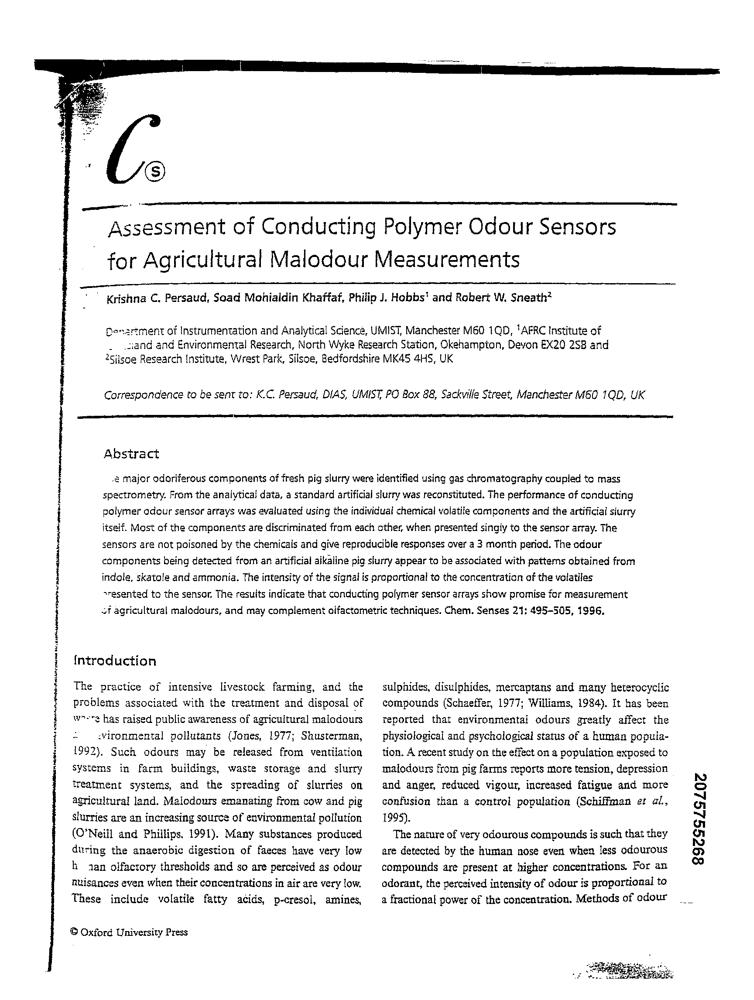 C
S
Assessment of Conducting Polymer Odour Sensors
for Agricultural Malodour Measurements
Krishna C. Persaud, Soad Mohialdin Khaffaf, Philip J. Hobbs¹ and Robert W. Sneath²
Department of Instrumentation and Analytical Science, UMIST, Manchester M60 1QD, ¹AFRC Institute of
and and Environmental Research, North Wyke Research Station, Okehampton, Devon EX20 2SB and
²Silsoe Research Institute, Wrest Park, Silsoe, Bedfordshire MK45 4HS, UK
Correspondence to be sent to: K.C. Persaud, DIAS, UMIST, PO Box 88, Sackville Street, Manchester M60 1QD, UK
Abstract
e major odoriferous components of fresh pig slurry were identified using gas chromatography coupled to mass
spectrometry. From the analytical data, a standard artificial slurry was reconstituted. The performance of conducting
polymer odour sensor arrays was evaluated using the individual chemical volatile components and the artificial slurry
itself. Most of the components are discriminated from each other, when presented singly to the sensor array. The
sensors are not poisoned by the chemicals and give reproducible responses over a 3 month period. The odour
components being detected from an artificial alkaline pig slurry appear to be associated with patterns obtained from
indole, skatole and ammonia. The intensity of the signal is proportional to the concentration of the volatiles
resented to the sensor. The results indicate that conducting polymer sensor arrays show promise for measurement
of agricultural malodours, and may complement olfactometric techniques. Chem. Senses 21: 495–505, 1996.
Introduction
The practice of intensive livestock farming, and the
problems associated with the treatment and disposal of
has raised public awareness of agricultural malodours
vironmental pollutants (Jones, 1977; Shusterman,
1992). Such odours may be released from ventilation
systems in farm buildings, waste storage and slurry
treatment systems, and the spreading of slurries on
agricultural land. Malodours emanating from cow and pig
slurries are an increasing source of environmental pollution
(O'Neill and Phillips, 1991). Many substances produced
during the anaerobic digestion of faeces have very low
h an olfactory thresholds and so are perceived as odour
nuisances even when their concentrations in air are very low.
These include volatile fatty acids, p-cresol, amines,
sulphides, disulphides, mercaptans and many heterocyclic
compounds (Schaeffer, 1977; Williams, 1984). It has been
reported that environmental odours greatly affect the
physiological and psychological status of a human popula-
tion. A recent study on the effect on a population exposed to
malodours from pig farms reports more tension, depression
and anger, reduced vigour, increased fatigue and more
confusion than a control population (Schiffman et al.,
1995).
The nature of very odourous compounds is such that they
are detected by the human nose even when less odourous
compounds are present at higher concentrations. For an
odorant, the perceived intensity of odour is proportional to
a fractional power of the concentration. Methods of odour
© Oxford University Press
2075755268